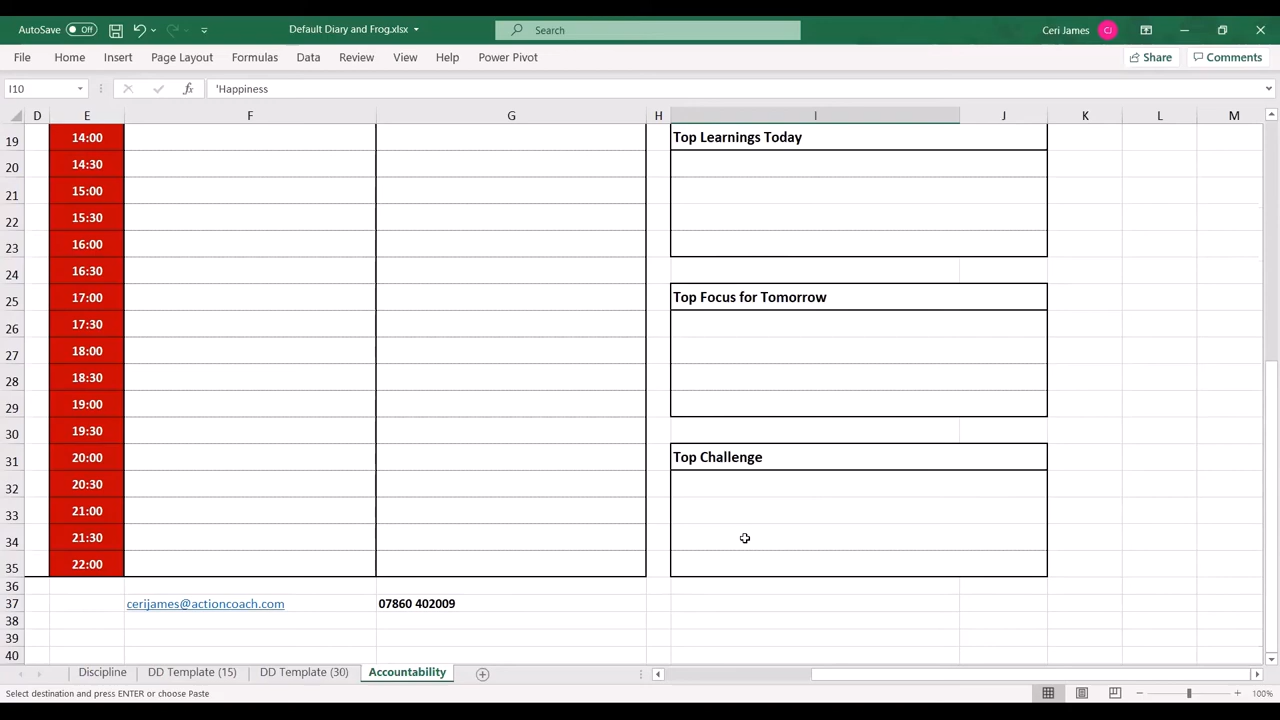 AutoSave Off Default Diary and Frog.xlsx Search Ceri James CJ
File Home Insert Page Layout Formulas Data Review View Help Power Pivot Share Comments
I10 fx 'Happiness
D E F G H I J K L M
19 14:00 Top Learnings Today
20 14:30
21 15:00
22 15:30
23 16:00
24 16:30
25 17:00 Top Focus for Tomorrow
26 17:30
27 18:00
28 18:30
29 19:00
30 19:30
31 20:00 Top Challenge
32 20:30
33 21:00
34 21:30
35 22:00
36
37 cerijames@actioncoach.com 07860 402009
38
39
40
Discipline DD Template (15) DD Template (30) Accountability
Select destination and press ENTER or choose Paste 100%